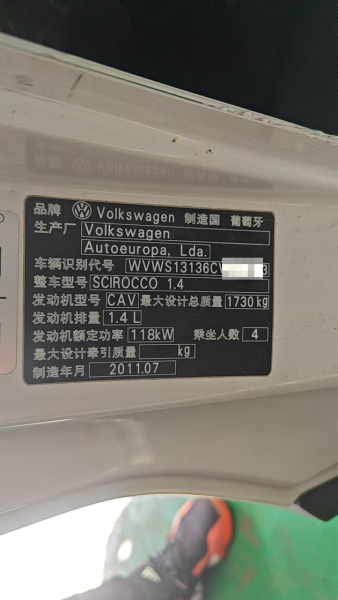 品牌 Volkswagen 制造国 葡萄牙
生产厂 Volkswagen
Autoeuropa, Lda.
车辆识别代号 WVWS13136C
整车型号 SCIROCCO 1.4
发动机型号 CAV 最大设计总质量 1730 kg
发动机排量 1.4 L
发动机额定功率 118kW 乘坐人数 4
最大设计牵引质量 kg
制造年月 2011.07